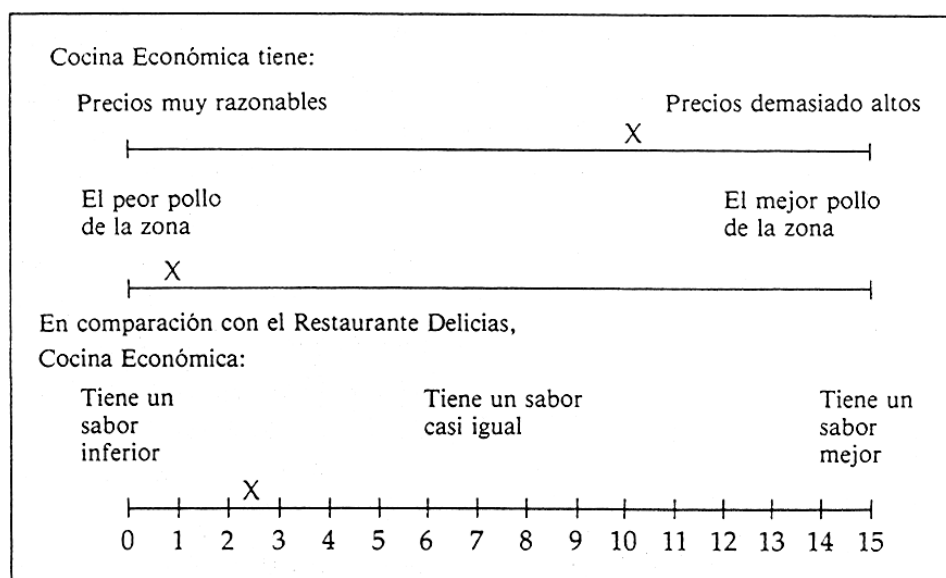 Cocina Económica tiene:
Precios muy razonables Precios demasiado altos
X
El peor pollo El mejor pollo
de la zona de la zona
X
En comparación con el Restaurante Delicias,
Cocina Económica:
Tiene un Tiene un sabor Tiene un
sabor casi igual sabor
inferior mejor
X
0 1 2 3 4 5 6 7 8 9 10 11 12 13 14 15